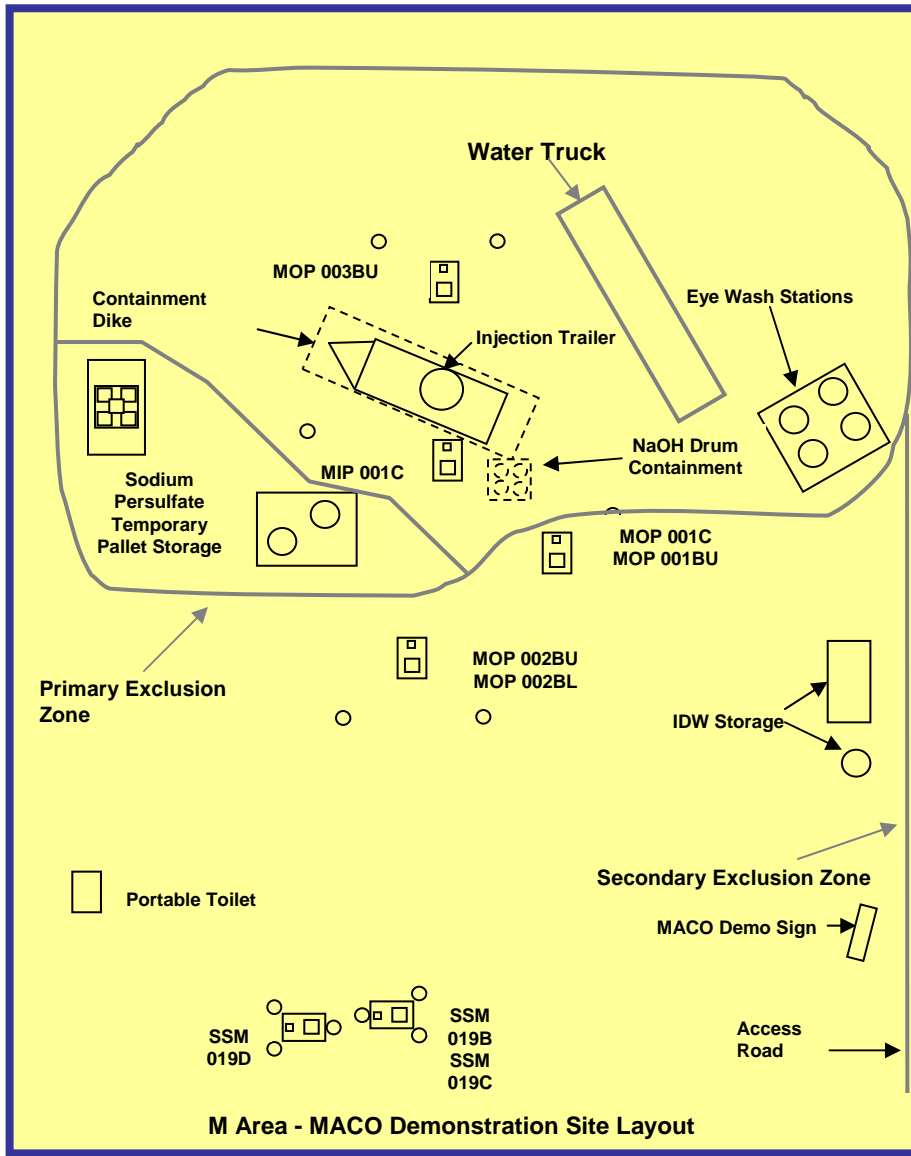 Water Truck
MOP 003BU
Containment
Dike
Eye Wash Stations
Injection Trailer
NaOH Drum
Containment
MIP 001C
Sodium
Persulfate
Temporary
Pallet Storage
MOP 001C
MOP 001BU
MOP 002BU
MOP 002BL
Primary Exclusion
Zone
IDW Storage
Secondary Exclusion Zone
Portable Toilet
MACO Demo Sign
SSM
019D
SSM
019B
SSM
019C
Access
Road
M Area - MACO Demonstration Site Layout